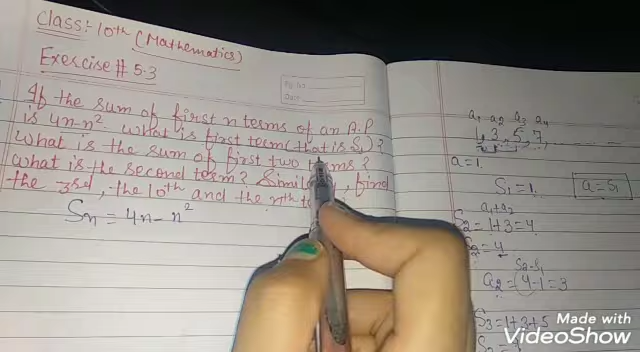 Class:- 10th (Mathematics)
Exercise # 5.3
If the sum of first n terms of an A.P
is 4n-n². what is first term (that is S₁)?
What is the sum of first two terms?
what is the second term? Similarly, find
the 3rd, the 10th and the nth
Sn = 4n - n²
a₁ a₂ a₃ a₄
1, 3, 5, 7,
a = 1.
S₁ = 1. a = S₁
a₁+a₂
S₂ = 1+3 = 4
S₂ = 4
S₂-S₁
a₂ = 4-1 = 3
S₃ = 1+3+5
Made with
VideoShow